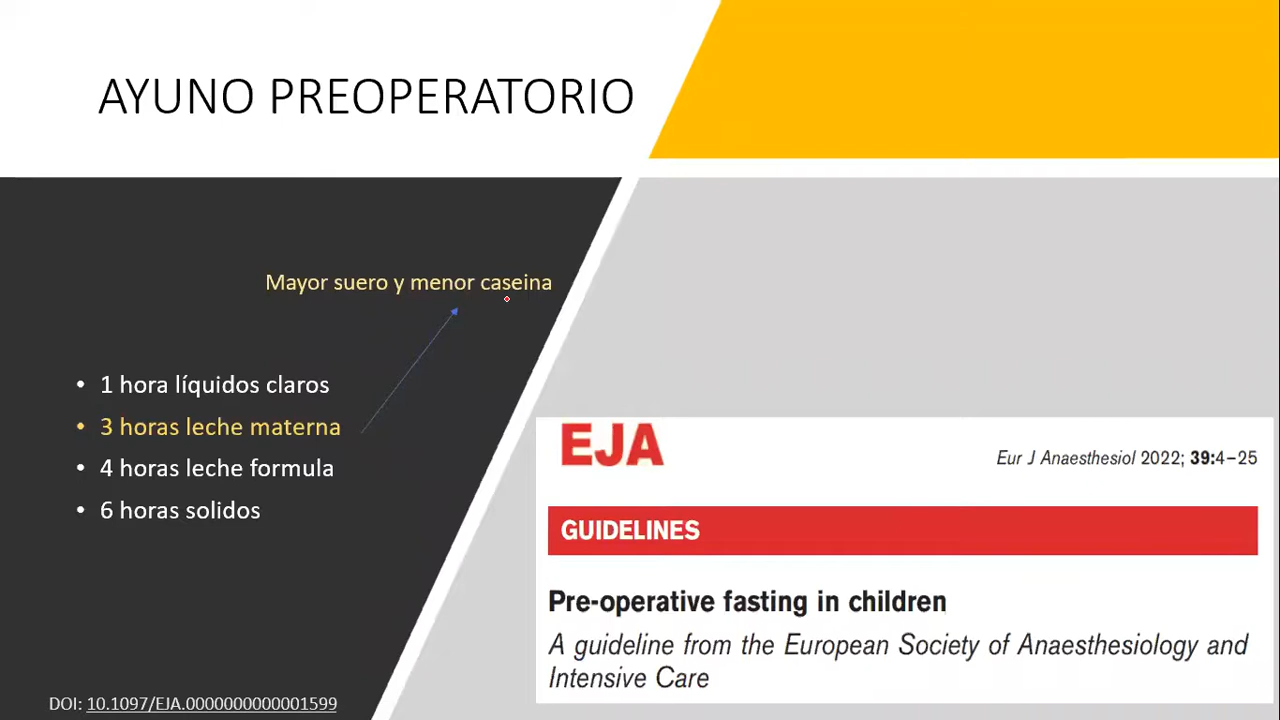 AYUNO PREOPERATORIO
Mayor suero y menor caseina
• 1 hora líquidos claros
• 3 horas leche materna
• 4 horas leche formula
• 6 horas solidos
EJA
Eur J Anaesthesiol 2022; 39:4–25
GUIDELINES
Pre-operative fasting in children
A guideline from the European Society of Anaesthesiology and
Intensive Care
DOI: 10.1097/EJA.0000000000001599